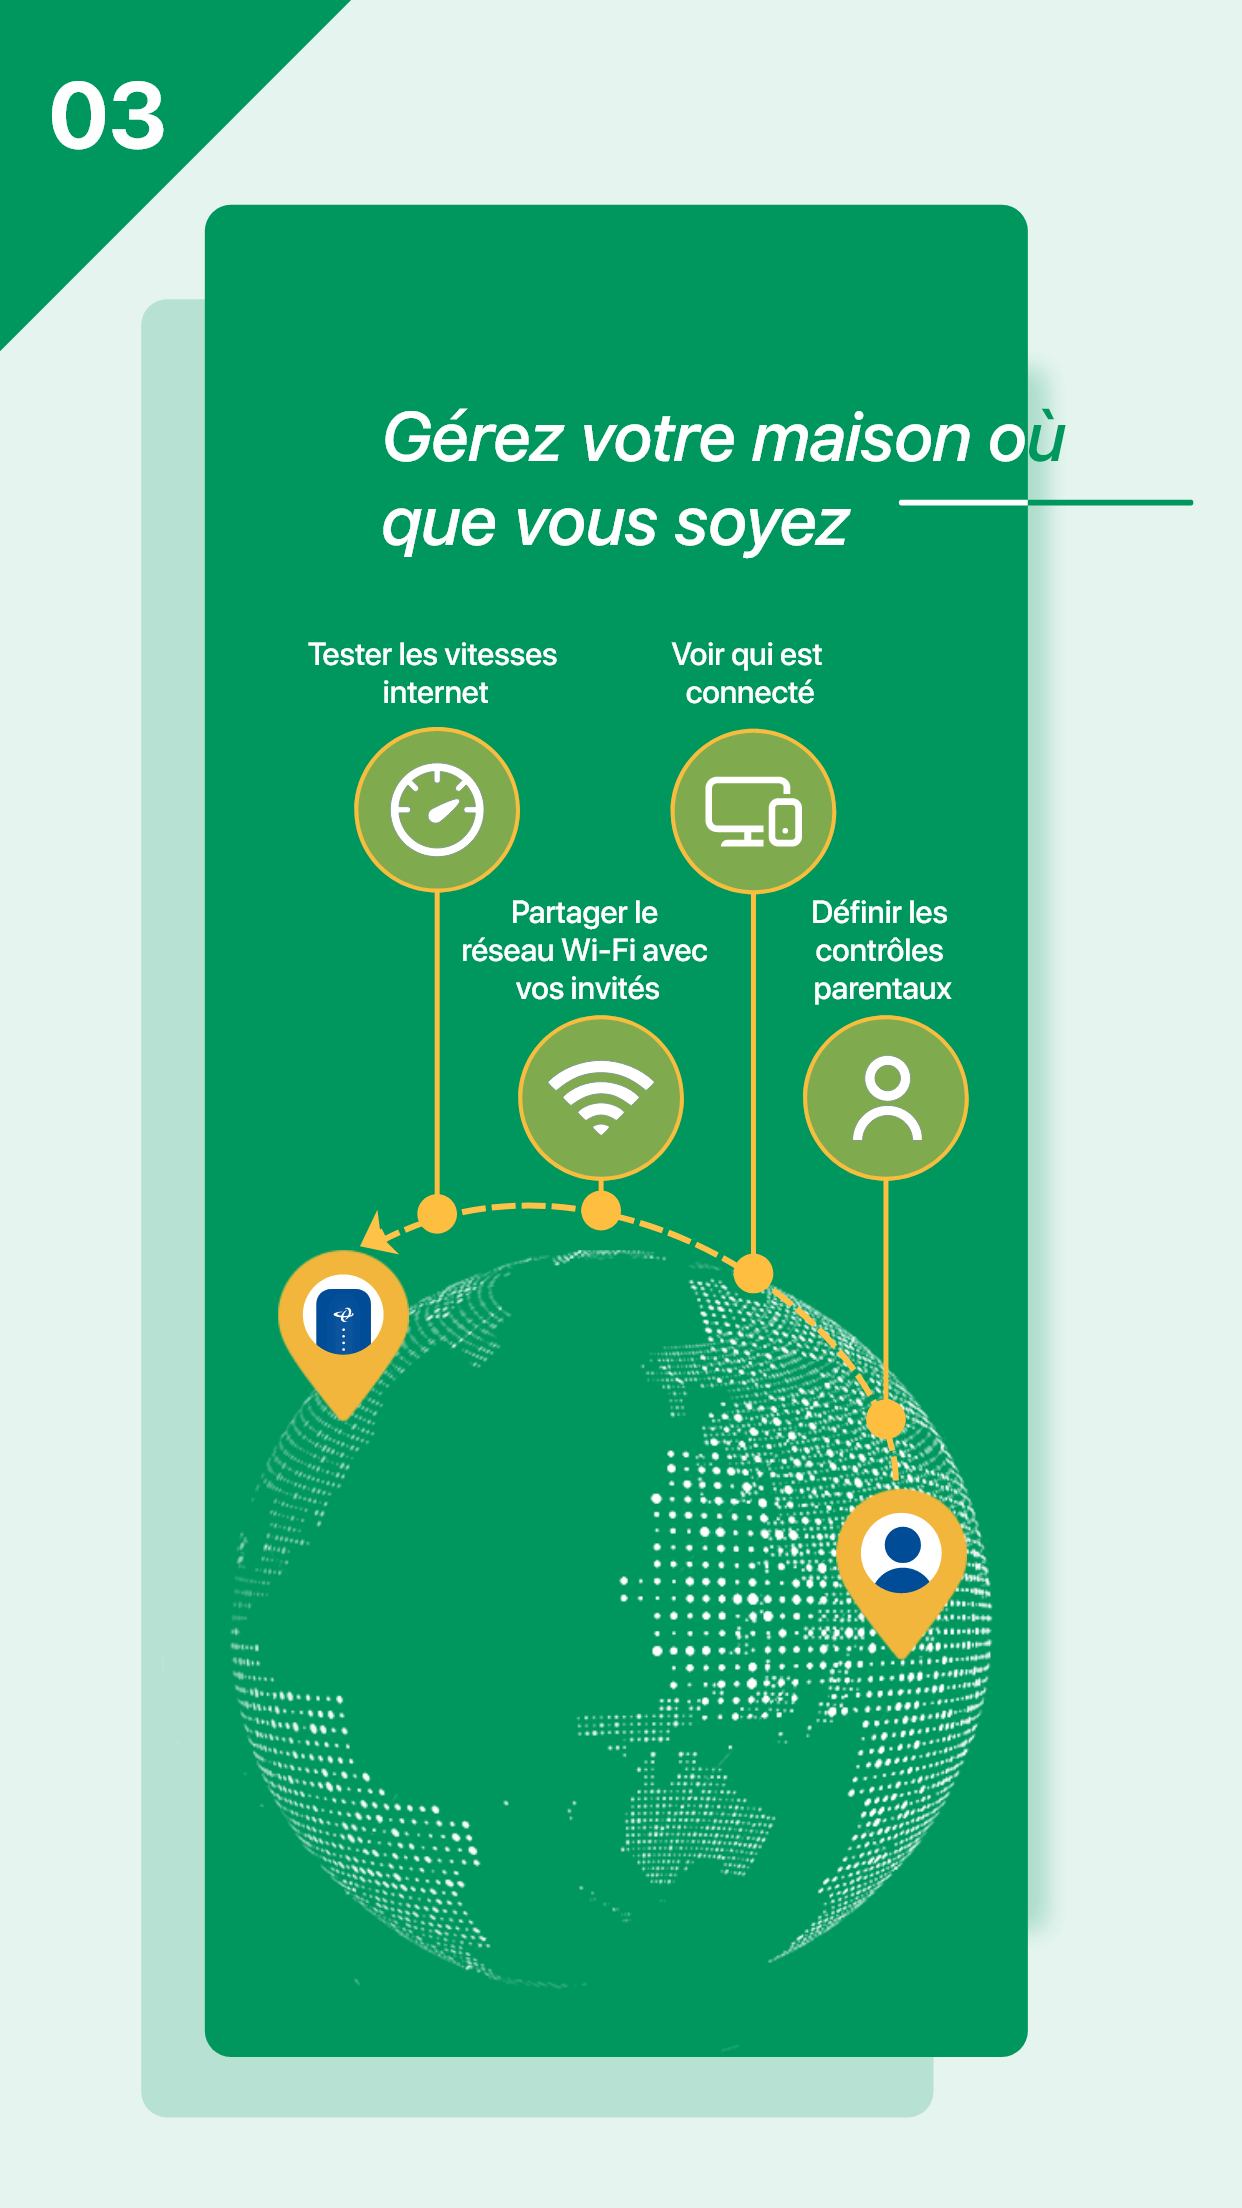 03
Gérez votre maison où
que vous soyez
Tester les vitesses
internet
Voir qui est
connecté
Partager le
réseau Wi-Fi avec
vos invités
Définir les
contrôles
parentaux